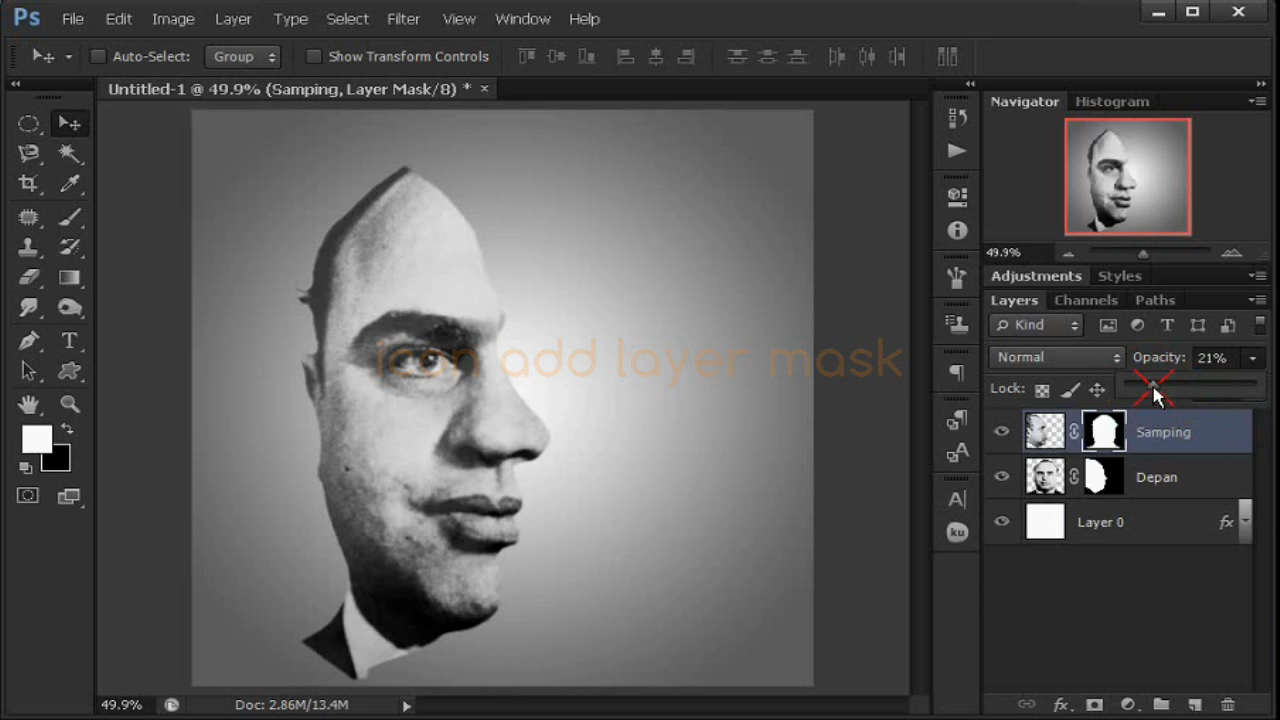 Ps File Edit Image Layer Type Select Filter View Window Help
Auto-Select: Group Show Transform Controls
Untitled-1 @ 49.9% (Samping, Layer Mask/8) * ×
Navigator Histogram
49.9%
Adjustments Styles
Layers Channels Paths
Kind
Normal Opacity: 21%
Lock:
icon add layer mask
Samping
Depan
Layer 0 fx
ku
49.9% Doc: 2.86M/13.4M
fx